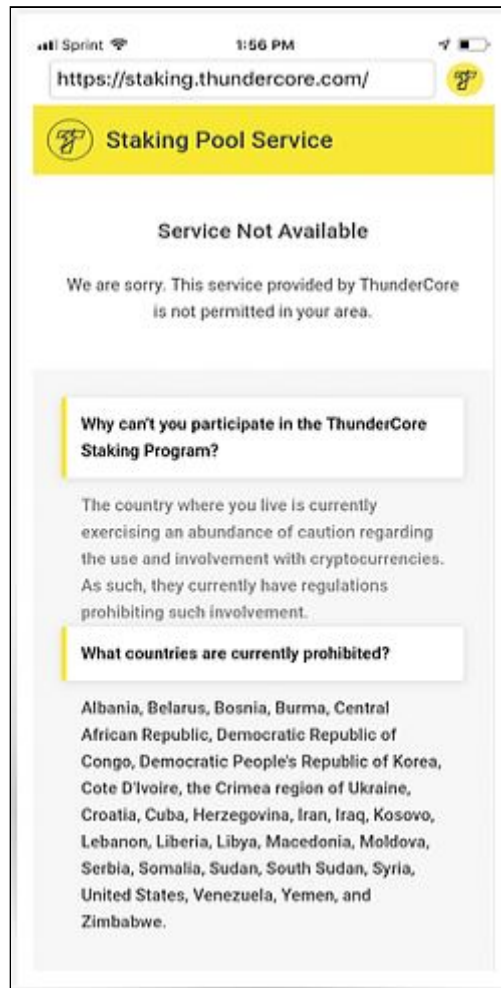 Sprint 1:56 PM
https://staking.thundercore.com/
Staking Pool Service
Service Not Available
We are sorry. This service provided by ThunderCore
is not permitted in your area.
Why can't you participate in the ThunderCore
Staking Program?
The country where you live is currently
exercising an abundance of caution regarding
the use and involvement with cryptocurrencies.
As such, they currently have regulations
prohibiting such involvement.
What countries are currently prohibited?
Albania, Belarus, Bosnia, Burma, Central
African Republic, Democratic Republic of
Congo, Democratic People's Republic of Korea,
Cote D'Ivoire, the Crimea region of Ukraine,
Croatia, Cuba, Herzegovina, Iran, Iraq, Kosovo,
Lebanon, Liberia, Libya, Macedonia, Moldova,
Serbia, Somalia, Sudan, South Sudan, Syria,
United States, Venezuela, Yemen, and
Zimbabwe.